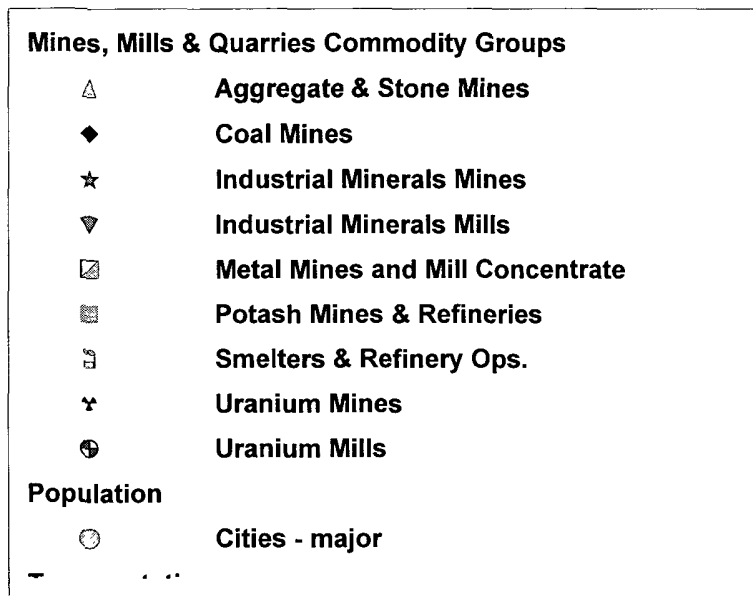 Mines, Mills & Quarries Commodity Groups
Aggregate & Stone Mines
Coal Mines
Industrial Minerals Mines
Industrial Minerals Mills
Metal Mines and Mill Concentrate
Potash Mines & Refineries
Smelters & Refinery Ops.
Uranium Mines
Uranium Mills
Population
Cities - major